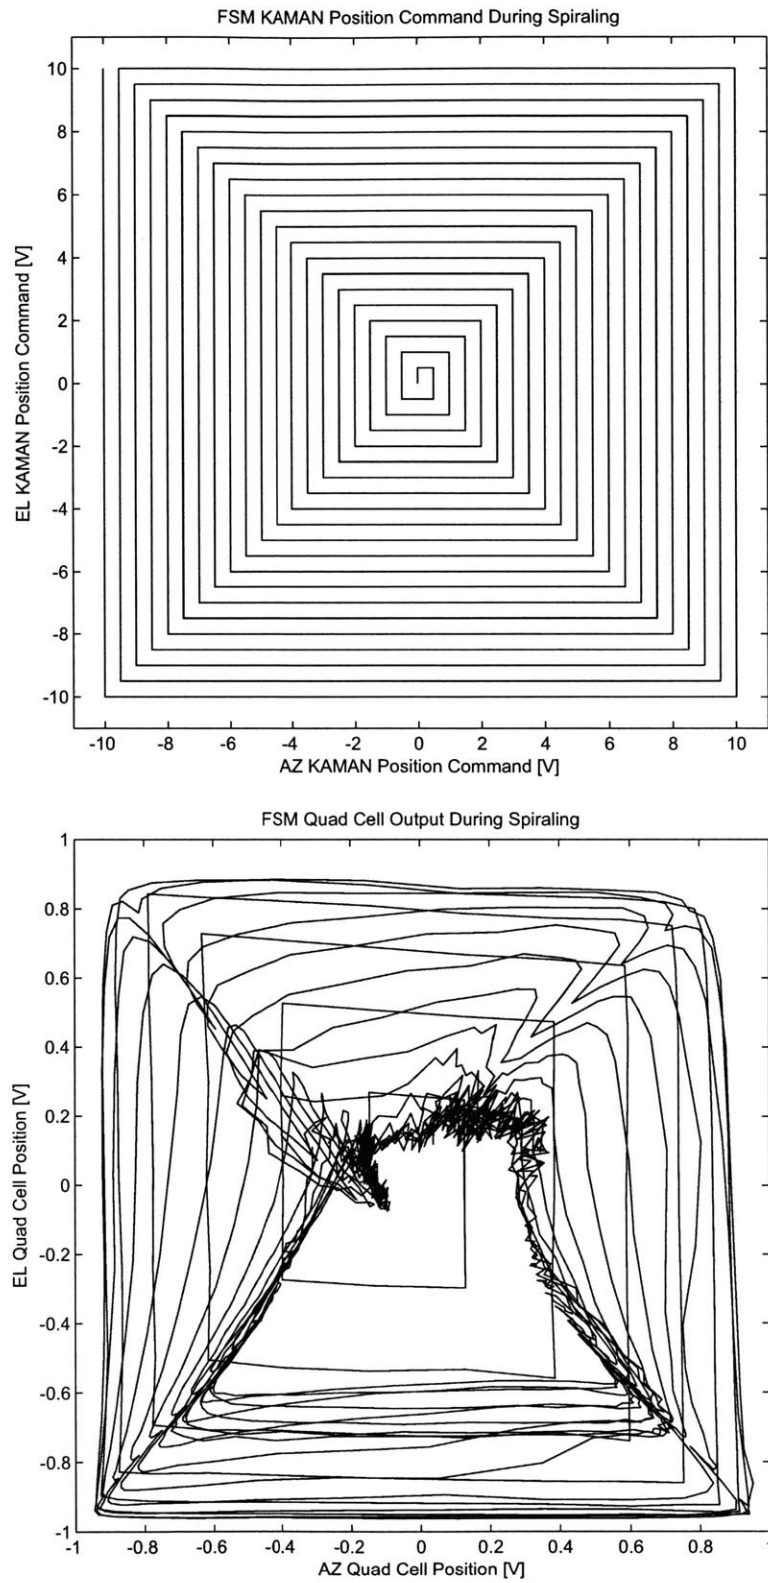 FSM KAMAN Position Command During Spiraling
10
8
6
4
2
0
-2
-4
-6
-8
-10
EL KAMAN Position Command [V]
-10 -8 -6 -4 -2 0 2 4 6 8 10
AZ KAMAN Position Command [V]
FSM Quad Cell Output During Spiraling
1
0.8
0.6
0.4
0.2
0
-0.2
-0.4
-0.6
-0.8
-1
EL Quad Cell Position [V]
-1 -0.8 -0.6 -0.4 -0.2 0 0.2 0.4 0.6 0.8
AZ Quad Cell Position [V]